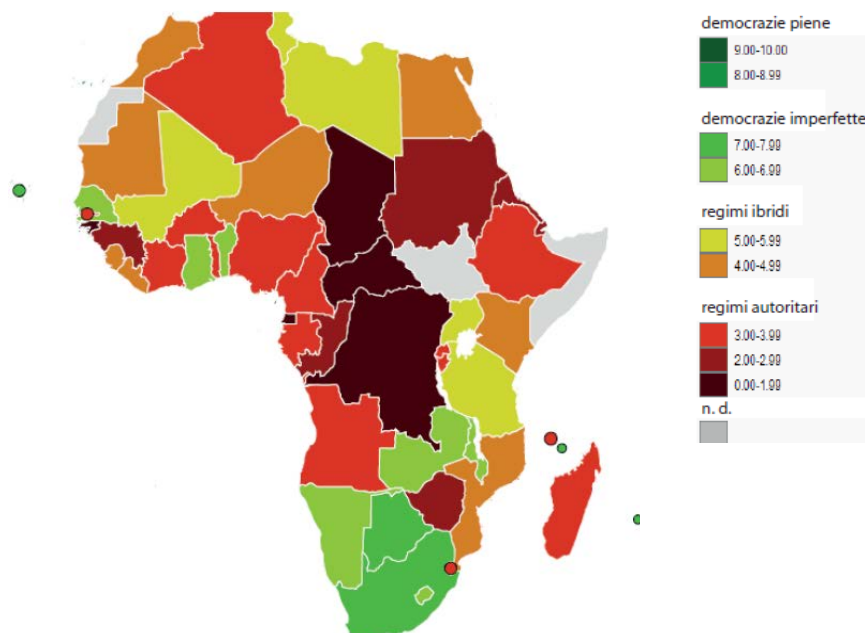 democrazie piene
9.00-10.00
8.00-8.99
democrazie imperfette
7.00-7.99
6.00-6.99
regimi ibridi
5.00-5.99
4.00-4.99
regimi autoritari
3.00-3.99
2.00-2.99
0.00-1.99
n. d.